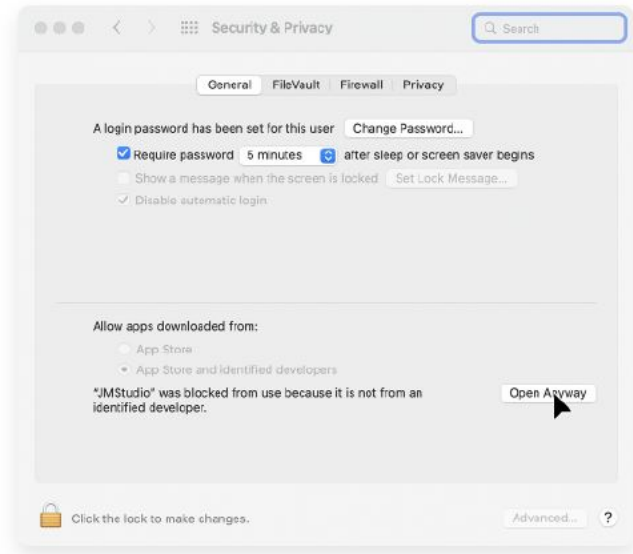 Security & Privacy
Search
General FileVault Firewall Privacy
A login password has been set for this user Change Password...
Require password 5 minutes after sleep or screen saver begins
Show a message when the screen is locked Set Lock Message...
Disable automatic login
Allow apps downloaded from:
App Store
App Store and identified developers
"JMStudio" was blocked from use because it is not from an Open Anyway
identified developer.
Click the lock to make changes. Advanced... ?